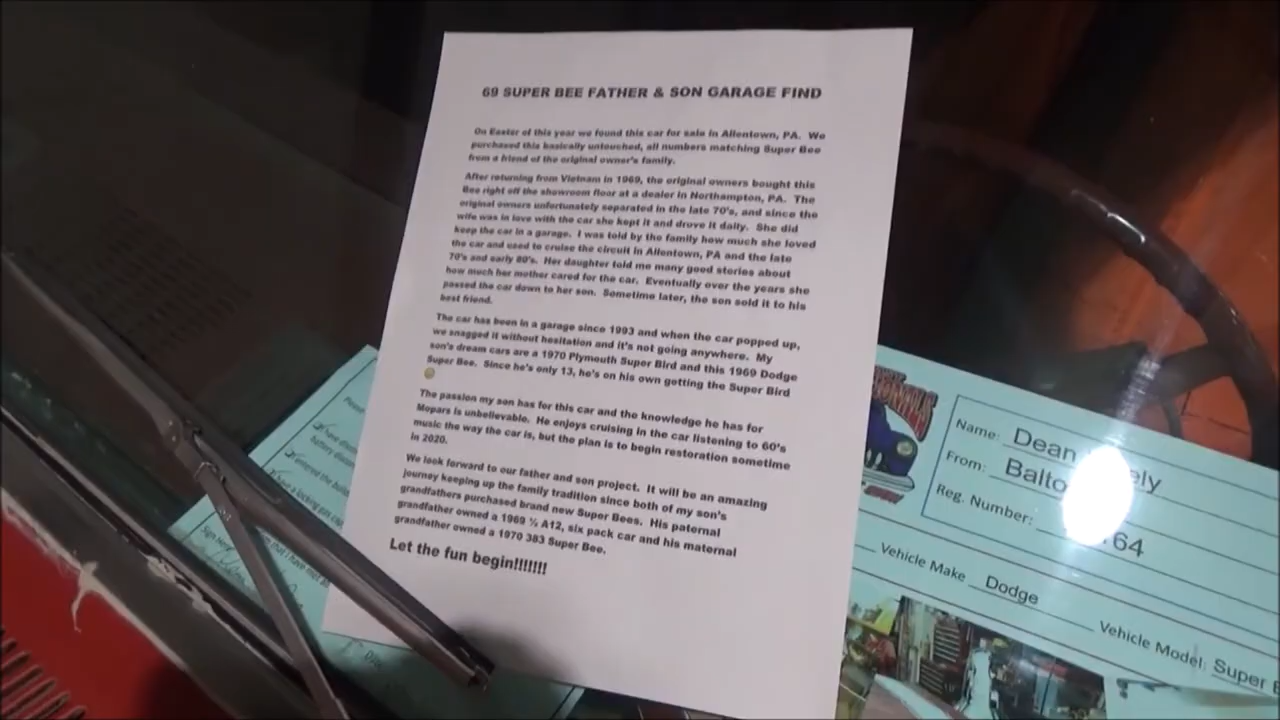 69 SUPER BEE FATHER & SON GARAGE FIND
On Easter of this year we found this car for sale in Allentown, PA. We
purchased this basically untouched, all numbers matching Super Bee
from a friend of the original owner's family.
After returning from Vietnam in 1969, the original owners bought this
Bee right off the showroom floor at a dealer in Northampton, PA. The
original owners unfortunately separated in the late 70's, and since the
wife was in love with the car she kept it and drove it daily. She did
keep the car in a garage. I was told by the family how much she loved
the car and used to cruise the circuit in Allentown, PA and the late
70's and early 80's. Her daughter told me many good stories about
how much her mother cared for the car. Eventually over the years she
passed the car down to her son. Sometime later, the son sold it to his
best friend.
The car has been in a garage since 1993 and when the car popped up,
we snagged it without hesitation and it's not going anywhere. My
son's dream cars are a 1970 Plymouth Super Bird and this 1969 Dodge
Super Bee. Since he's only 13, he's on his own getting the Super Bird
The passion my son has for this car and the knowledge he has for
Mopars is unbelievable. He enjoys cruising in the car listening to 60's
music the way the car is, but the plan is to begin restoration sometime
in 2020.
We look forward to our father and son project. It will be an amazing
journey keeping up the family tradition since both of my son's
grandfathers purchased brand new Super Bees. His paternal
grandfather owned a 1969 ½ A12, six pack car and his maternal
grandfather owned a 1970 383 Super Bee.
Let the fun begin!!!!!!!
Name: Dean
From: Balto
Reg. Number: 64
Vehicle Make Dodge
Vehicle Model: Super
Sign here